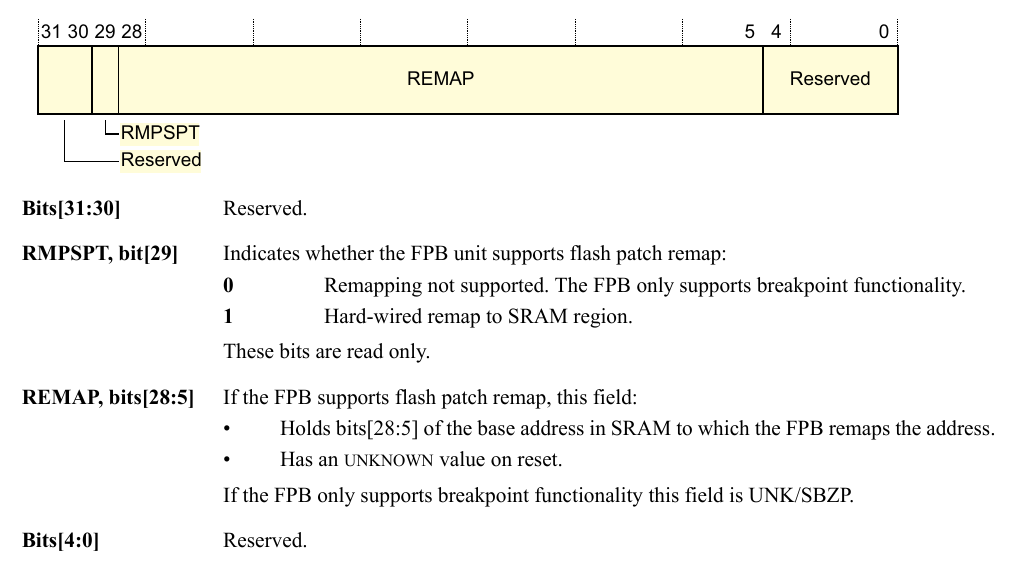 31 30 29 28 5 4 0
REMAP Reserved
RMPSPT
Reserved
Bits[31:30] Reserved.
RMPSPT, bit[29] Indicates whether the FPB unit supports flash patch remap:
0 Remapping not supported. The FPB only supports breakpoint functionality.
1 Hard-wired remap to SRAM region.
These bits are read only.
REMAP, bits[28:5] If the FPB supports flash patch remap, this field:
• Holds bits[28:5] of the base address in SRAM to which the FPB remaps the address.
• Has an UNKNOWN value on reset.
If the FPB only supports breakpoint functionality this field is UNK/SBZP.
Bits[4:0] Reserved.